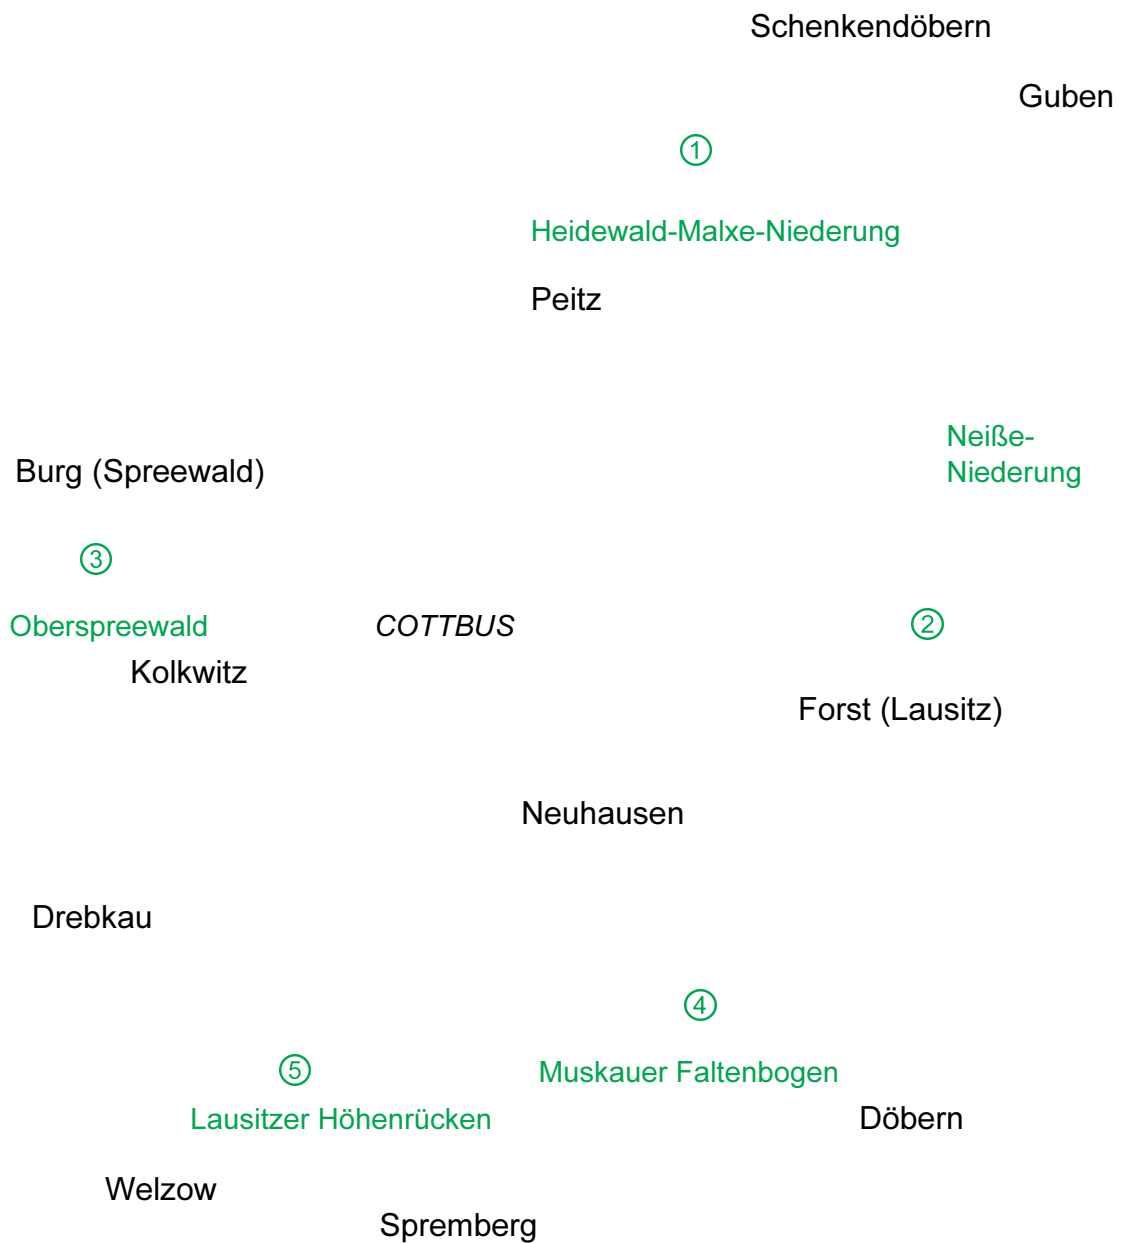 Schenkendöbern
Guben
①
Heidewald-Malxe-Niederung
Peitz
Neiße-
Niederung
Burg (Spreewald)
③
Oberspreewald
COTTBUS
②
Kolkwitz
Forst (Lausitz)
Neuhausen
Drebkau
④
⑤
Muskauer Faltenbogen
Lausitzer Höhenrücken
Döbern
Welzow
Spremberg